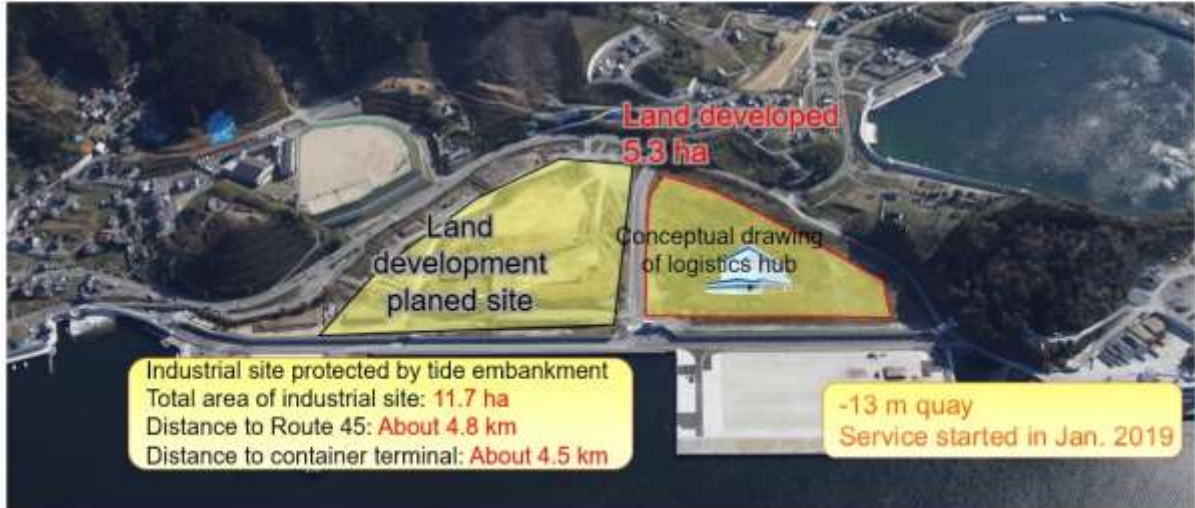 Land developed
5.3 ha
Land
development
planed site
Conceptual drawing
of logistics hub
Industrial site protected by tide embankment
Total area of industrial site: 11.7 ha
Distance to Route 45: About 4.8 km
Distance to container terminal: About 4.5 km
-13 m quay
Service started in Jan. 2019